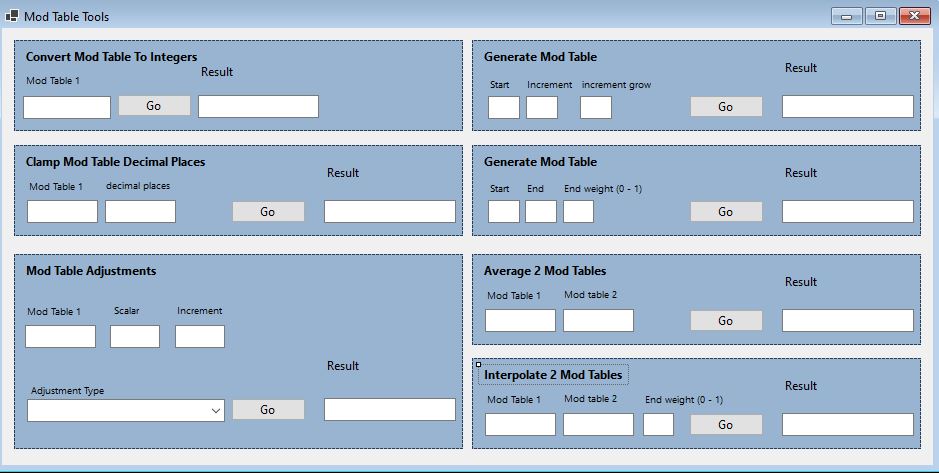 Mod Table Tools
Convert Mod Table To Integers
Result
Mod Table 1
Go
Generate Mod Table
Result
Start Increment increment grow
Go
Clamp Mod Table Decimal Places
Result
Mod Table 1 decimal places
Go
Generate Mod Table
Result
Start End End weight (0 - 1)
Go
Mod Table Adjustments
Mod Table 1 Scalar Increment
Result
Adjustment Type
Go
Average 2 Mod Tables
Result
Mod Table 1 Mod table 2
Go
Interpolate 2 Mod Tables
Result
Mod Table 1 Mod table 2 End weight (0 - 1)
Go